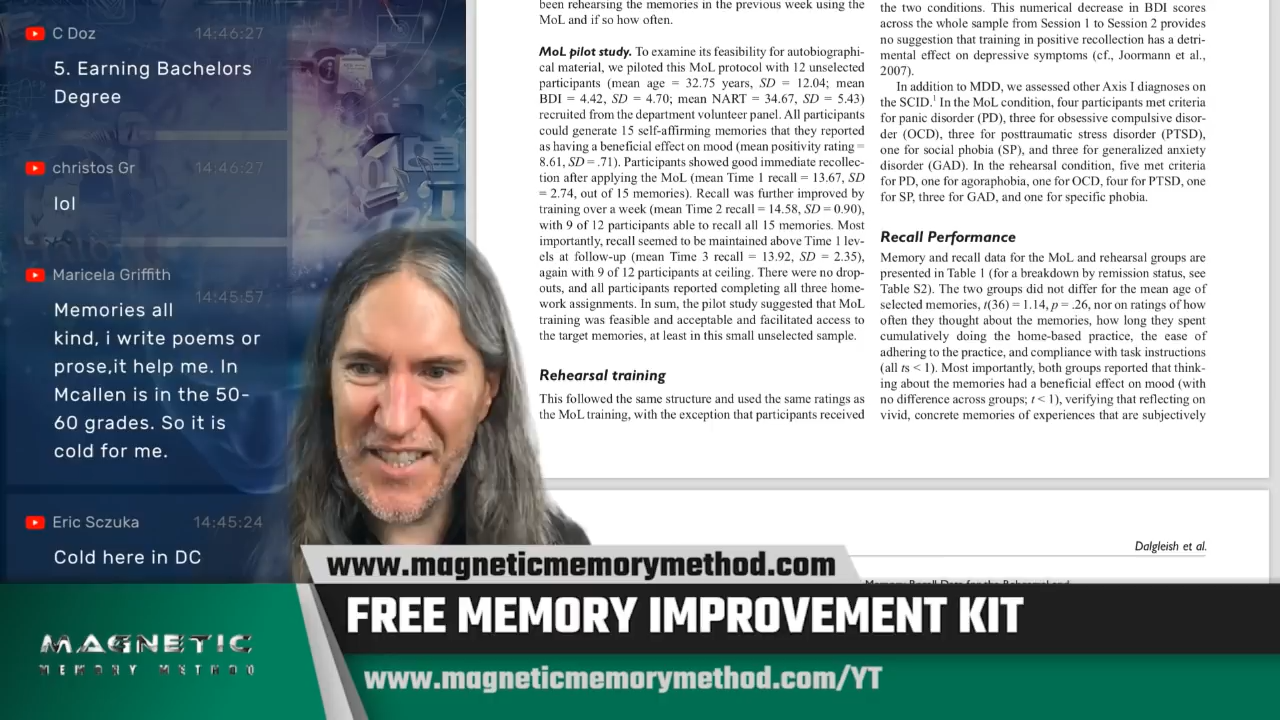 C Doz 14:46:27
5. Earning Bachelors
Degree
christos Gr 14:46:27
lol
Maricela Griffith
14:45:57
Memories all
kind, i write poems or
prose,it help me. In
Mcallen is in the 50-
60 grades. So it is
cold for me.
Eric Sczuka 14:45:24
Cold here in DC
been rehearsing the memories in the previous week using the
MoL and if so how often.
MoL pilot study. To examine its feasibility for autobiographi-
cal material, we piloted this MoL protocol with 12 unselected
participants (mean age = 32.75 years, SD = 12.04; mean
BDI = 4.42, SD = 4.70; mean NART = 34.67, SD = 5.43)
recruited from the department volunteer panel. All participants
could generate 15 self-affirming memories that they reported
as having a beneficial effect on mood (mean positivity rating =
8.61, SD = .71). Participants showed good immediate recollec-
tion after applying the MoL (mean Time 1 recall = 13.67, SD
= 2.74, out of 15 memories). Recall was further improved by
training over a week (mean Time 2 recall = 14.58, SD = 0.90),
with 9 of 12 participants able to recall all 15 memories. Most
importantly, recall seemed to be maintained above Time 1 lev-
els at follow-up (mean Time 3 recall = 13.92, SD = 2.35),
again with 9 of 12 participants at ceiling. There were no drop-
outs, and all participants reported completing all three home-
work assignments. In sum, the pilot study suggested that MoL
training was feasible and acceptable and facilitated access to
the target memories, at least in this small unselected sample.
Rehearsal training
This followed the same structure and used the same ratings as
the MoL training, with the exception that participants received
the two conditions. This numerical decrease in BDI scores
across the whole sample from Session 1 to Session 2 provides
no suggestion that training in positive recollection has a detri-
mental effect on depressive symptoms (cf., Joormann et al.,
2007).
In addition to MDD, we assessed other Axis I diagnoses on
the SCID.¹ In the MoL condition, four participants met criteria
for panic disorder (PD), three for obsessive compulsive disor-
der (OCD), three for posttraumatic stress disorder (PTSD),
one for social phobia (SP), and three for generalized anxiety
disorder (GAD). In the rehearsal condition, five met criteria
for PD, one for agoraphobia, one for OCD, four for PTSD, one
for SP, three for GAD, and one for specific phobia.
Recall Performance
Memory and recall data for the MoL and rehearsal groups are
presented in Table 1 (for a breakdown by remission status, see
Table S2). The two groups did not differ for the mean age of
selected memories, t(36) = 1.14, p = .26, nor on ratings of how
often they thought about the memories, how long they spent
cumulatively doing the home-based practice, the ease of
adhering to the practice, and compliance with task instructions
(all ts < 1). Most importantly, both groups reported that think-
ing about the memories had a beneficial effect on mood (with
no difference across groups; t < 1), verifying that reflecting on
vivid, concrete memories of experiences that are subjectively
Dalgleish et al.
www.magneticmemorymethod.com
FREE MEMORY IMPROVEMENT KIT
www.magneticmemorymethod.com/YT
MAGNETIC
MEMORY METHOD